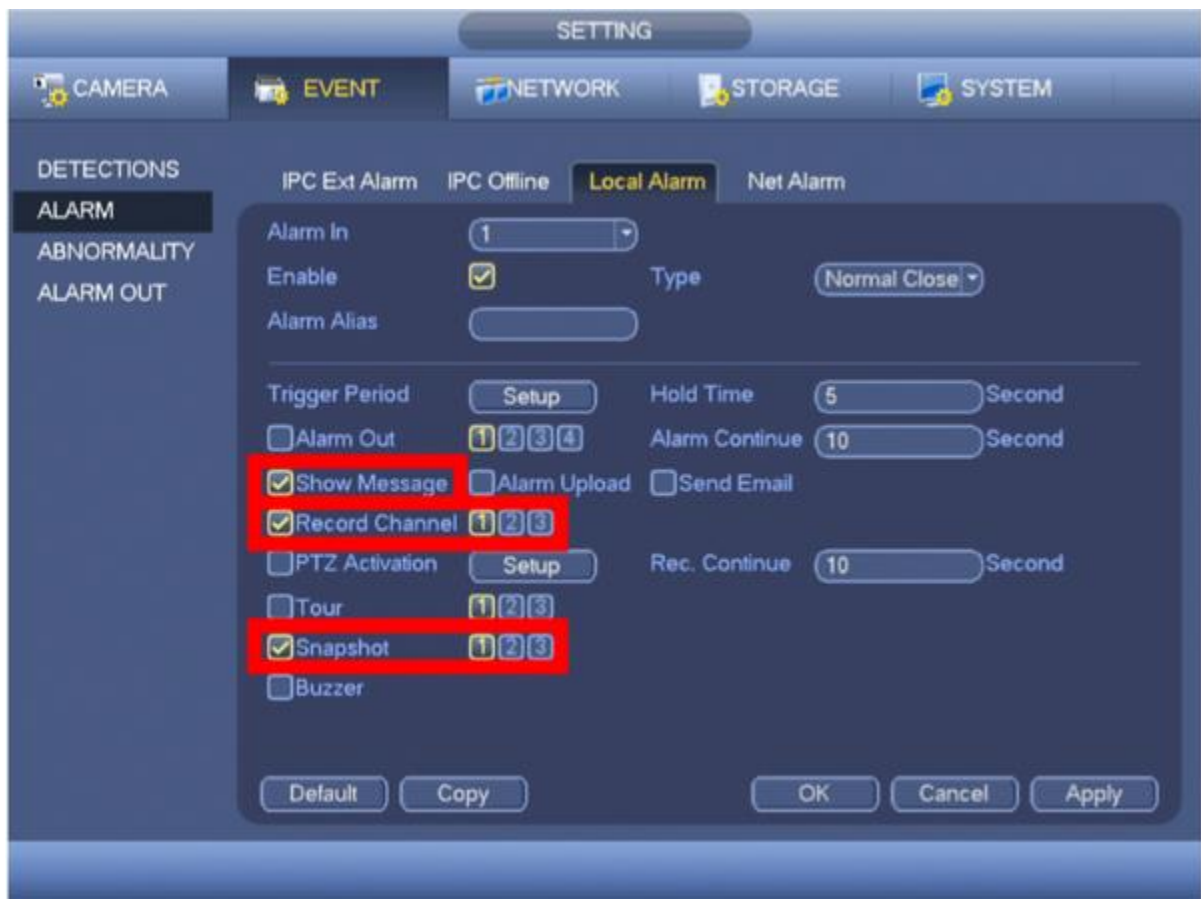 SETTING
CAMERA EVENT NETWORK STORAGE SYSTEM
DETECTIONS
ALARM
ABNORMALITY
ALARM OUT
IPC Ext Alarm IPC Offline Local Alarm Net Alarm
Alarm In 1
Enable Type Normal Close
Alarm Alias
Trigger Period Setup Hold Time 5 Second
Alarm Out 1 2 3 4 Alarm Continue 10 Second
Show Message Alarm Upload Send Email
Record Channel 1 2 3
PTZ Activation Setup Rec. Continue 10 Second
Tour 1 2 3
Snapshot 1 2 3
Buzzer
Default Copy OK Cancel Apply